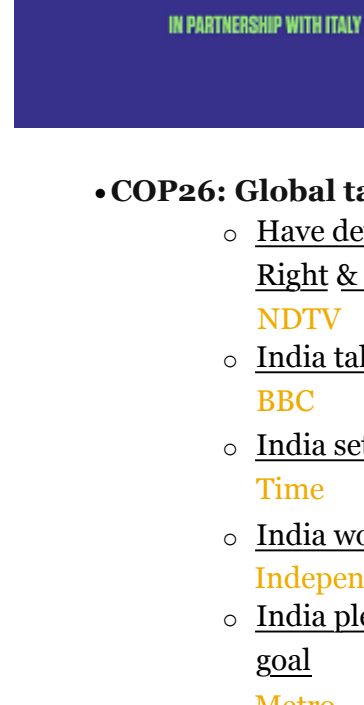 IN PARTNERSHIP WITH ITALY
• COP26: Global ta
o Have de
Right &
NDTV
o India tal
BBC
o India set
Time
o India wo
Indepen
o India ple
goal
Metro